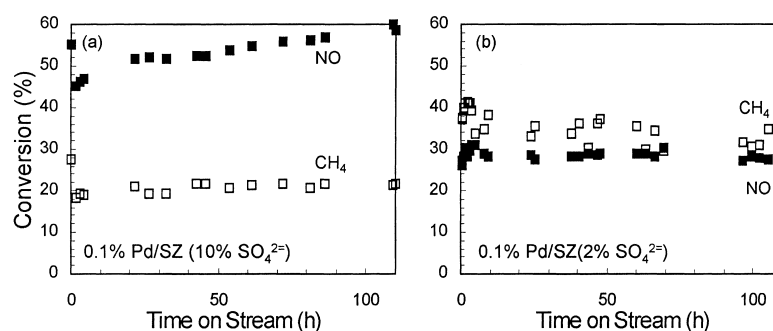 60
50
40
30
20
10
0
Conversion (%)
(a)
NO
CH₄
0.1% Pd/SZ (10% SO₄²⁼)
0
50
100
Time on Stream (h)
60
50
40
30
20
10
0
(b)
CH₄
NO
0.1% Pd/SZ(2% SO₄²⁼)
0
50
100
Time on Stream (h)